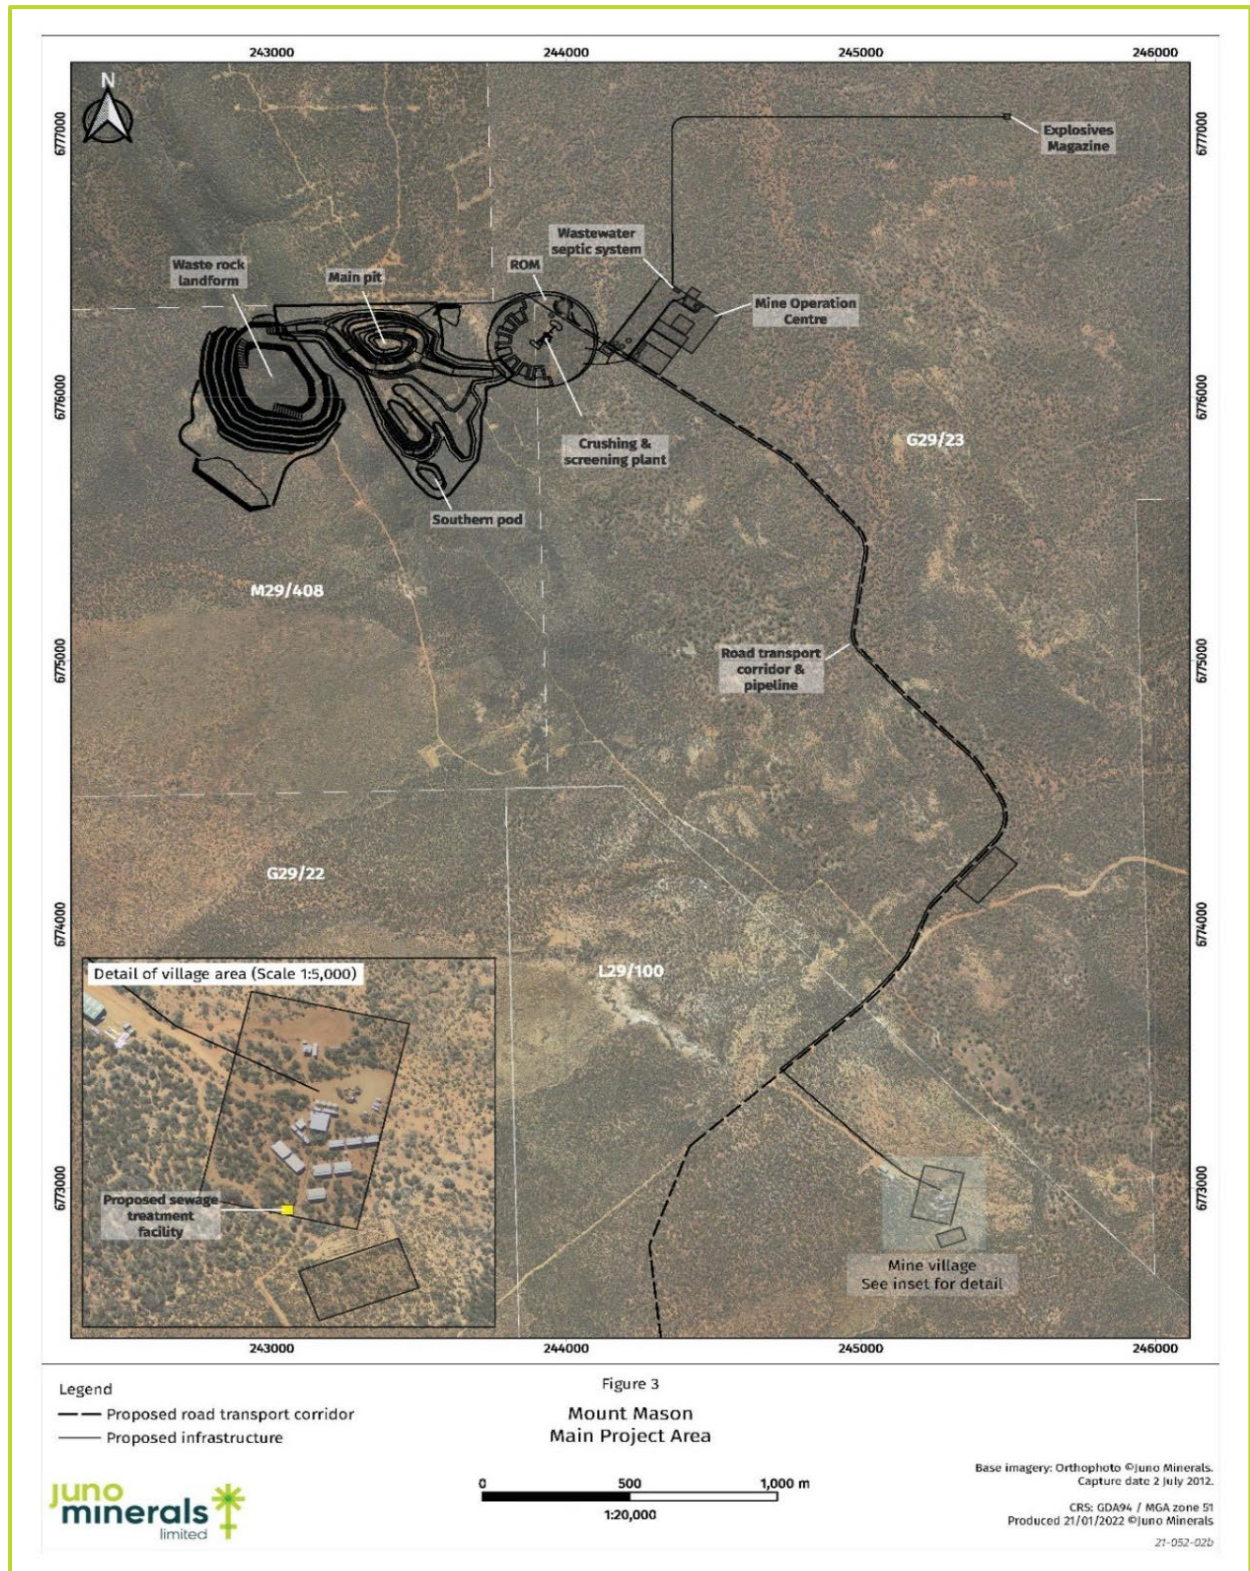 243000
244000
245000
246000
N
6777000
6777000
Explosives
Magazine
Wastewater
septic system
Waste rock
landform
Main pit
ROM
Mine Operation
Centre
6776000
6776000
Crushing &
screening plant
G29/23
Southern pod
M29/408
Road transport
corridor &
pipeline
6775000
6775000
G29/22
6774000
6774000
L29/100
Detail of village area (Scale 1:5,000)
Proposed sewage
treatment
facility
6773000
6773000
Mine village
See inset for detail
243000
244000
245000
246000
Legend
Proposed road transport corridor
Proposed infrastructure
Figure 3
Mount Mason
Main Project Area
0
500
1,000 m
1:20,000
juno
minerals
limited
Base imagery: Orthophoto ©Juno Minerals.
Capture date 2 July 2012.
CRS: GDA94 / MGA zone 51
Produced 21/01/2022 ©Juno Minerals
21-052-02b